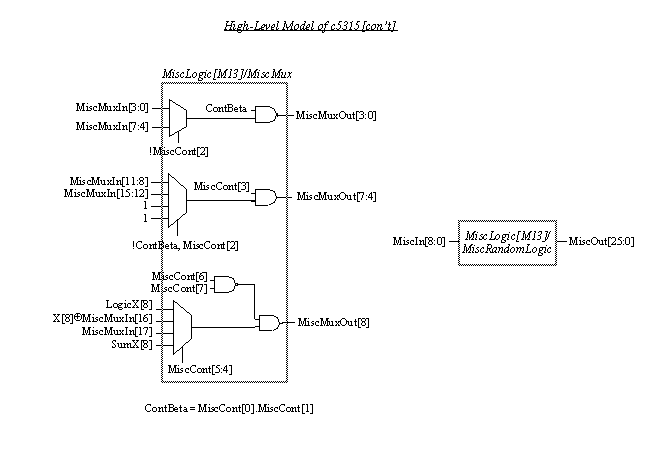 High-Level Model of c5315[con't]
MiscLogic[M13]/MiscMux
MiscMuxIn[3:0]
ContBeta
MiscMuxOut[3:0]
MiscMuxIn[7:4]
!MiscCont[2]
MiscMuxIn[11:8]
MiscMuxIn[15:12]
MiscCont[3]
MiscMuxOut[7:4]
1
1
!ContBeta, MiscCont[2]
MiscIn[8:0]
MiscLogic[M13]/
MiscRandomLogic
MiscOut[25:0]
MiscCont[6]
MiscCont[7]
LogicX[8]
X[8]⊕MiscMuxIn[16]
MiscMuxIn[17]
SumX[8]
MiscMuxOut[8]
MiscCont[5:4]
ContBeta = MiscCont[0].MiscCont[1]